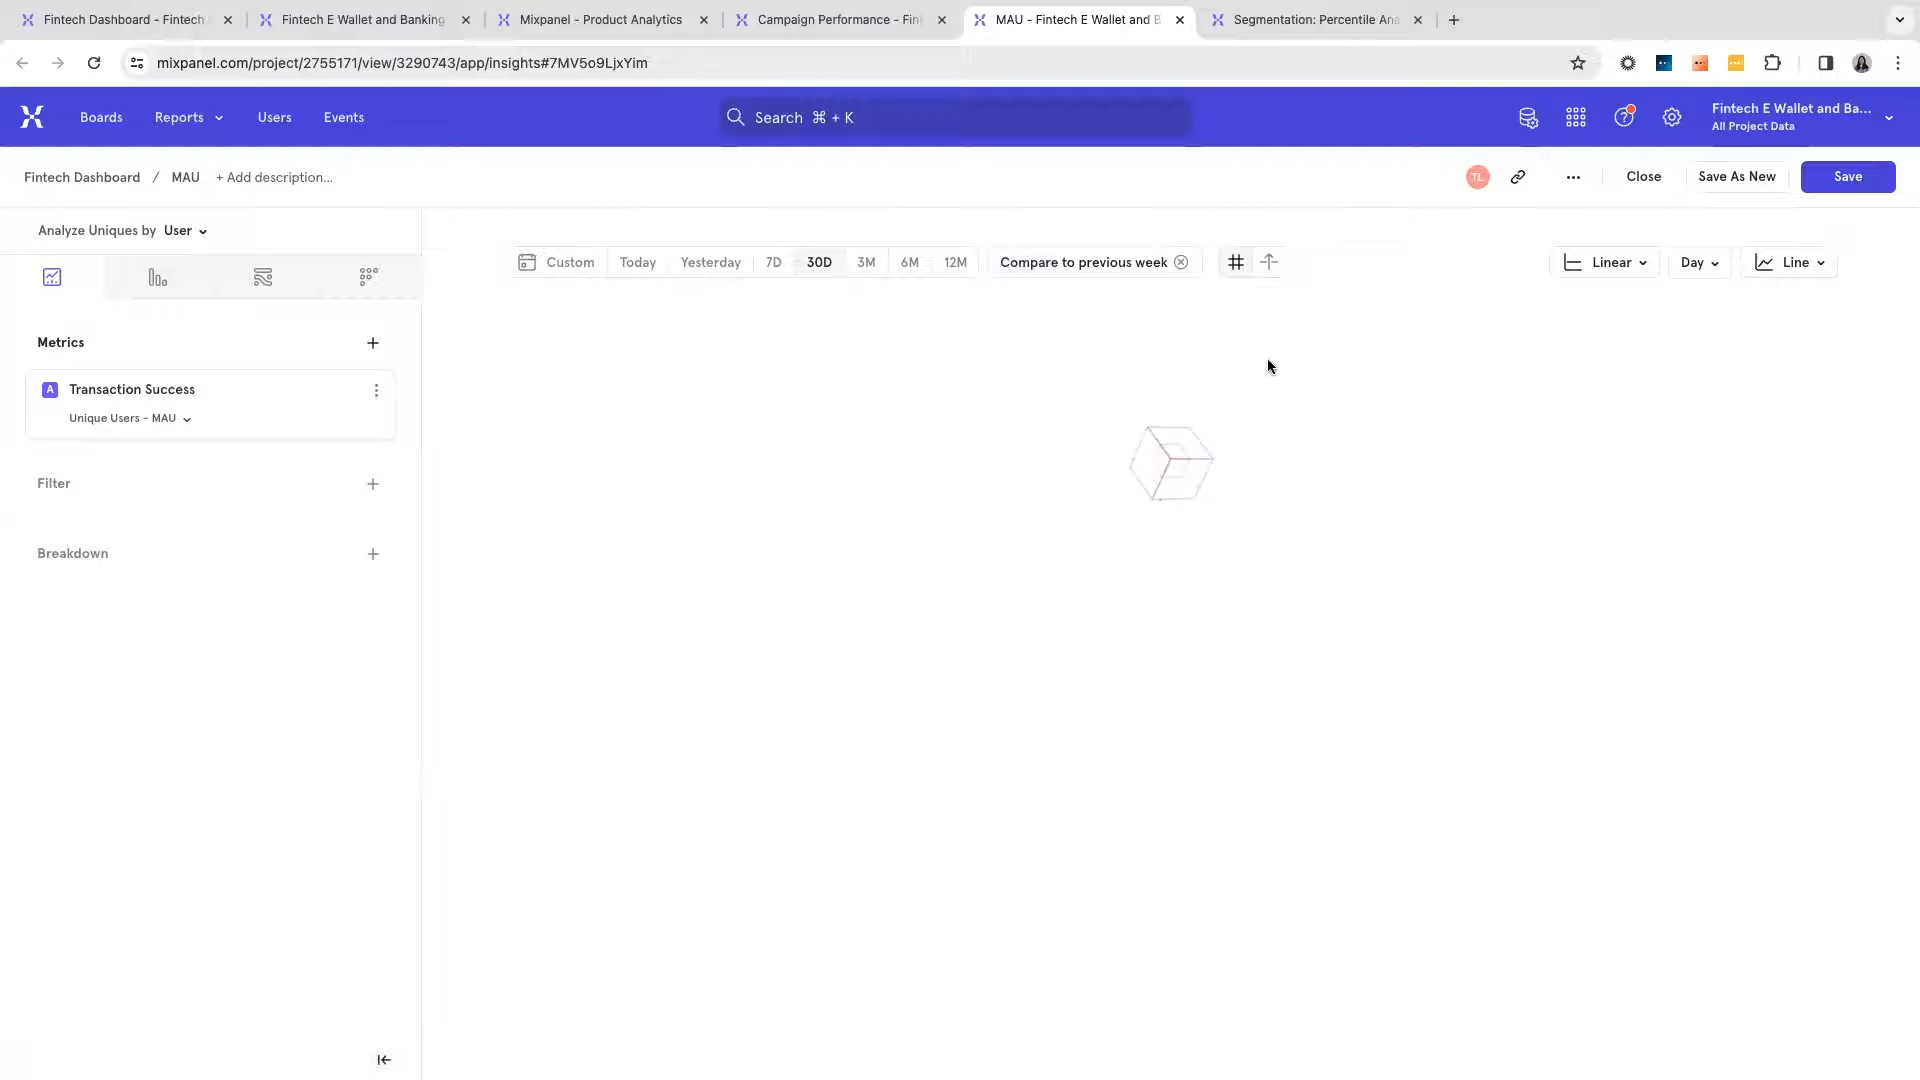 Fintech Dashboard - Fintech
Fintech E Wallet and Banking
Mixpanel - Product Analytics
Campaign Performance - Fin
MAU - Fintech E Wallet and B
Segmentation: Percentile Ana
mixpanel.com/project/2755171/view/3290743/app/insights#7MV5o9LjxYim
Boards
Reports
Users
Events
Search ⌘ + K
Fintech E Wallet and Ba...
All Project Data
Fintech Dashboard / MAU + Add description...
TL
Close
Save As New
Save
Analyze Uniques by User
Custom
Today
Yesterday
7D
30D
3M
6M
12M
Compare to previous week
Linear
Day
Line
Metrics
A Transaction Success
Unique Users - MAU
Filter
Breakdown